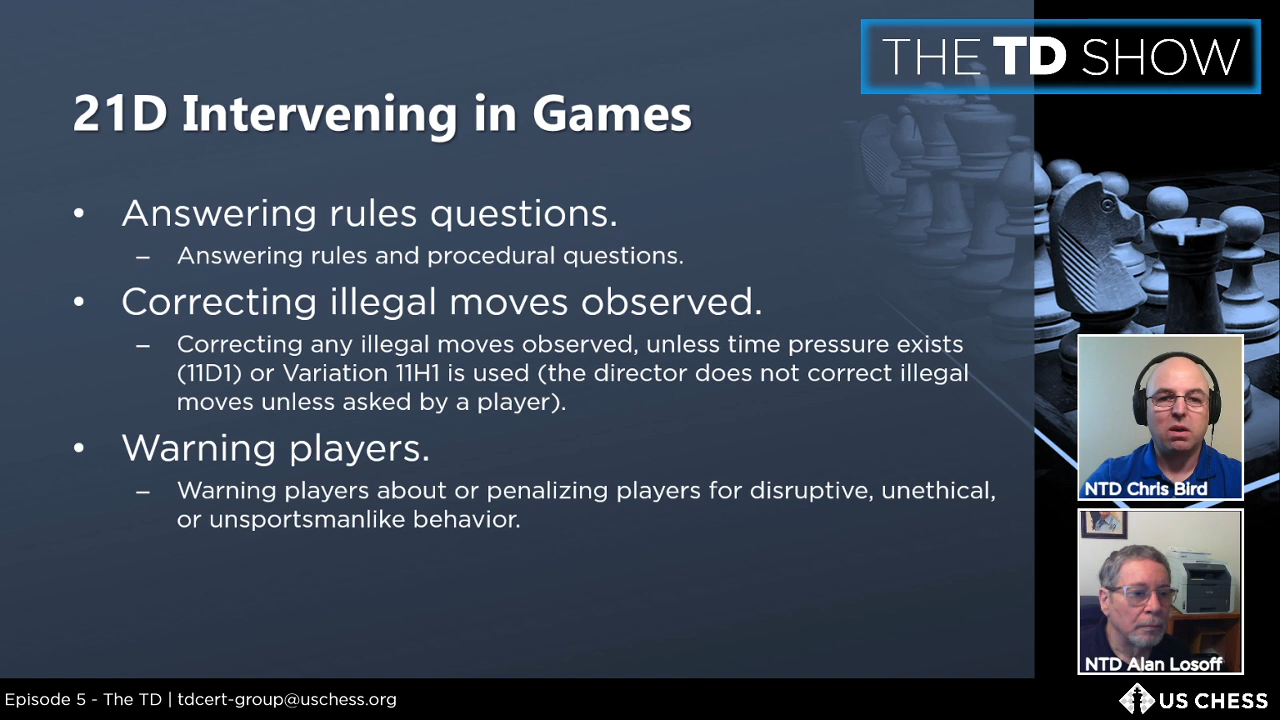 THE TD SHOW
21D Intervening in Games
• Answering rules questions.
– Answering rules and procedural questions.
• Correcting illegal moves observed.
– Correcting any illegal moves observed, unless time pressure exists
(11D1) or Variation 11H1 is used (the director does not correct illegal
moves unless asked by a player).
• Warning players.
– Warning players about or penalizing players for disruptive, unethical,
or unsportsmanlike behavior.
NTD Chris Bird
NTD Alan Losoff
Episode 5 - The TD | tdcert-group@uschess.org
US CHESS